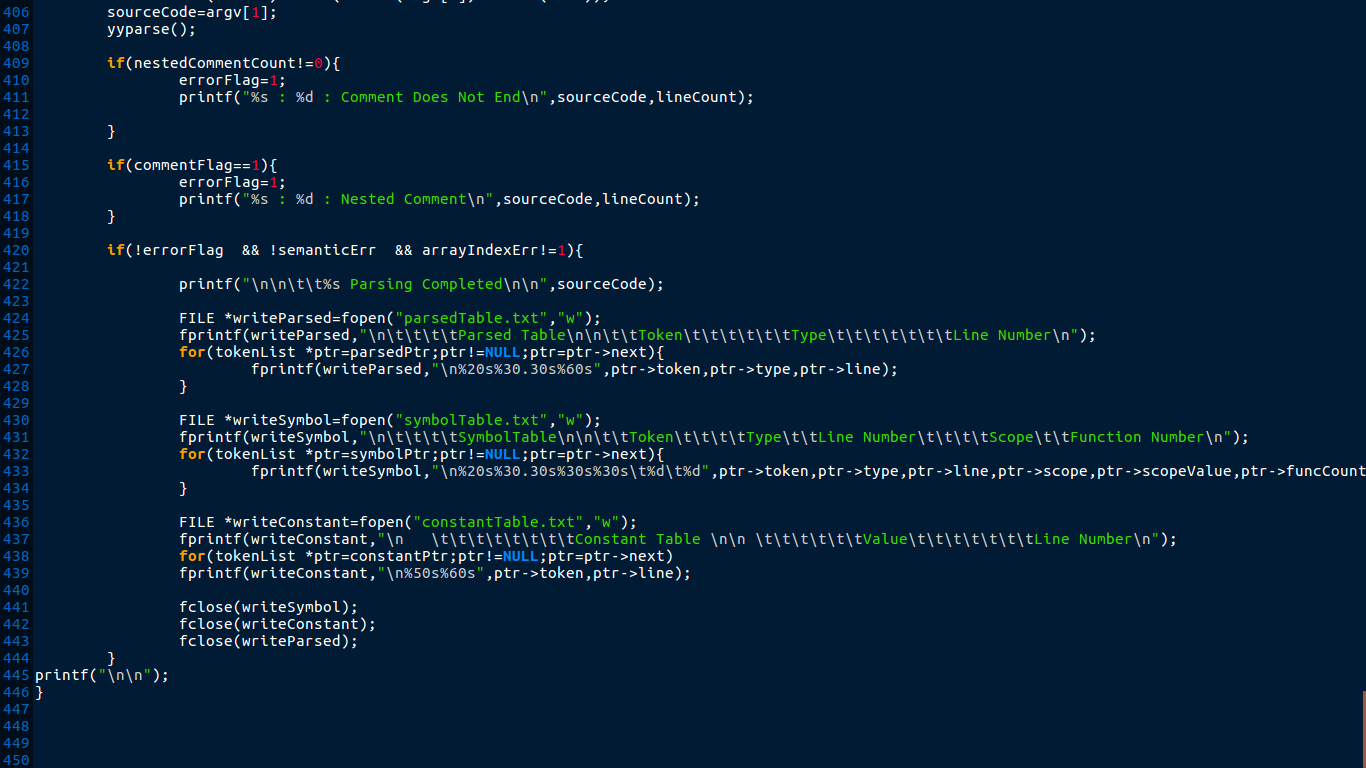 406 sourceCode=argv[1];
407 yyparse();
408
409 if(nestedCommentCount!=0){
410 errorFlag=1;
411 printf("%s : %d : Comment Does Not End\n",sourceCode,lineCount);
412
413 }
414
415 if(commentFlag==1){
416 errorFlag=1;
417 printf("%s : %d : Nested Comment\n",sourceCode,lineCount);
418 }
419
420 if(!errorFlag  && !semanticErr  && arrayIndexErr!=1){
421
422 printf("\n\n\t\t%s Parsing Completed\n\n",sourceCode);
423
424 FILE *writeParsed=fopen("parsedTable.txt","w");
425 fprintf(writeParsed,"\n\t\t\t\tParsed Table\n\n\t\tToken\t\t\t\t\t\tType\t\t\t\t\t\t\tLine Number\n");
426 for(tokenList *ptr=parsedPtr;ptr!=NULL;ptr=ptr->next){
427 fprintf(writeParsed,"\n%20s%30.30s%60s",ptr->token,ptr->type,ptr->line);
428 }
429
430 FILE *writeSymbol=fopen("symbolTable.txt","w");
431 fprintf(writeSymbol,"\n\t\t\t\tSymbolTable\n\n\t\tToken\t\t\t\tType\t\tLine Number\t\t\t\tScope\t\tFunction Number\n");
432 for(tokenList *ptr=symbolPtr;ptr!=NULL;ptr=ptr->next){
433 fprintf(writeSymbol,"\n%20s%30.30s%30s%30s\t%d\t%d",ptr->token,ptr->type,ptr->line,ptr->scope,ptr->scopeValue,ptr->funcCount
434 }
435
436 FILE *writeConstant=fopen("constantTable.txt","w");
437 fprintf(writeConstant,"\n   \t\t\t\t\t\t\t\tConstant Table \n\n \t\t\t\t\t\tValue\t\t\t\t\t\t\tLine Number\n");
438 for(tokenList *ptr=constantPtr;ptr!=NULL;ptr=ptr->next)
439 fprintf(writeConstant,"\n%50s%60s",ptr->token,ptr->line);
440
441 fclose(writeSymbol);
442 fclose(writeConstant);
443 fclose(writeParsed);
444 }
445 printf("\n\n");
446 }
447
448
449
450